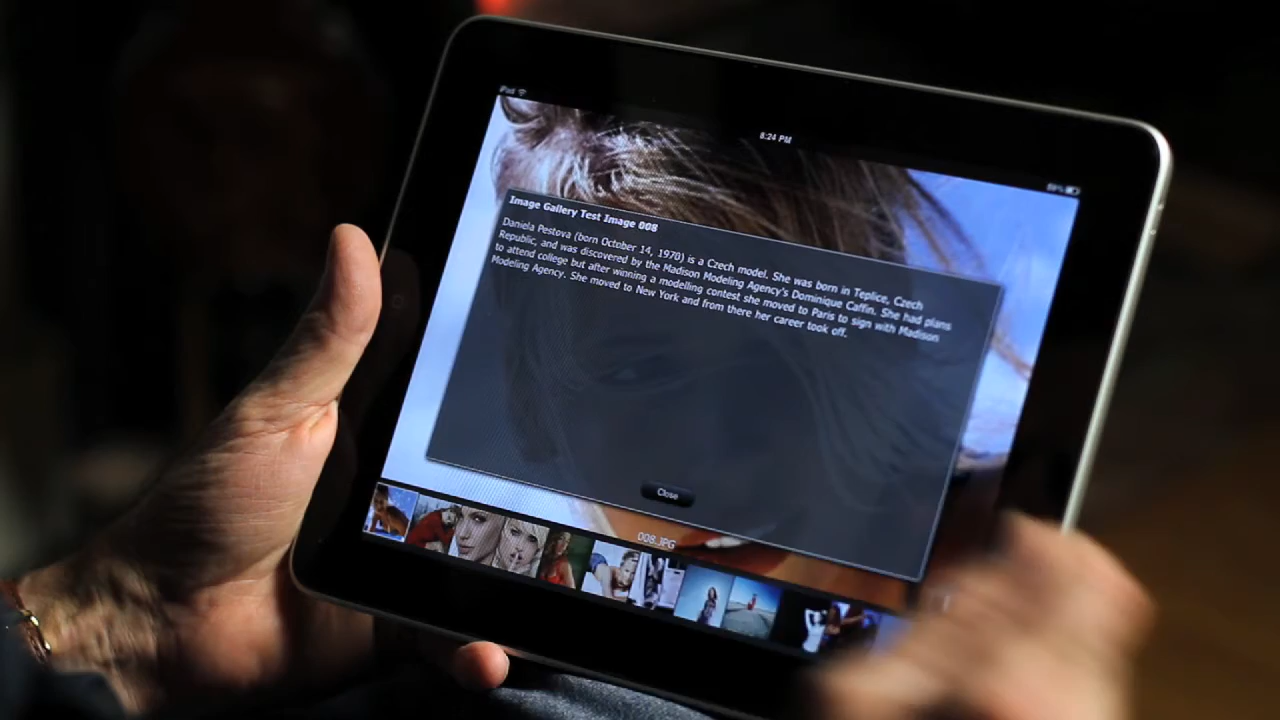 iPad
8:24 PM
Image Gallery Test Image 008
Daniela Pestova (born October 14, 1970) is a Czech model. She was born in Teplice, Czech
Republic, and was discovered by the Madison Modeling Agency's Dominique Caffin. She had plans
to attend college but after winning a modelling contest she moved to Paris to sign with Madison
Modeling Agency. She moved to New York and from there her career took off.
Close
008.JPG